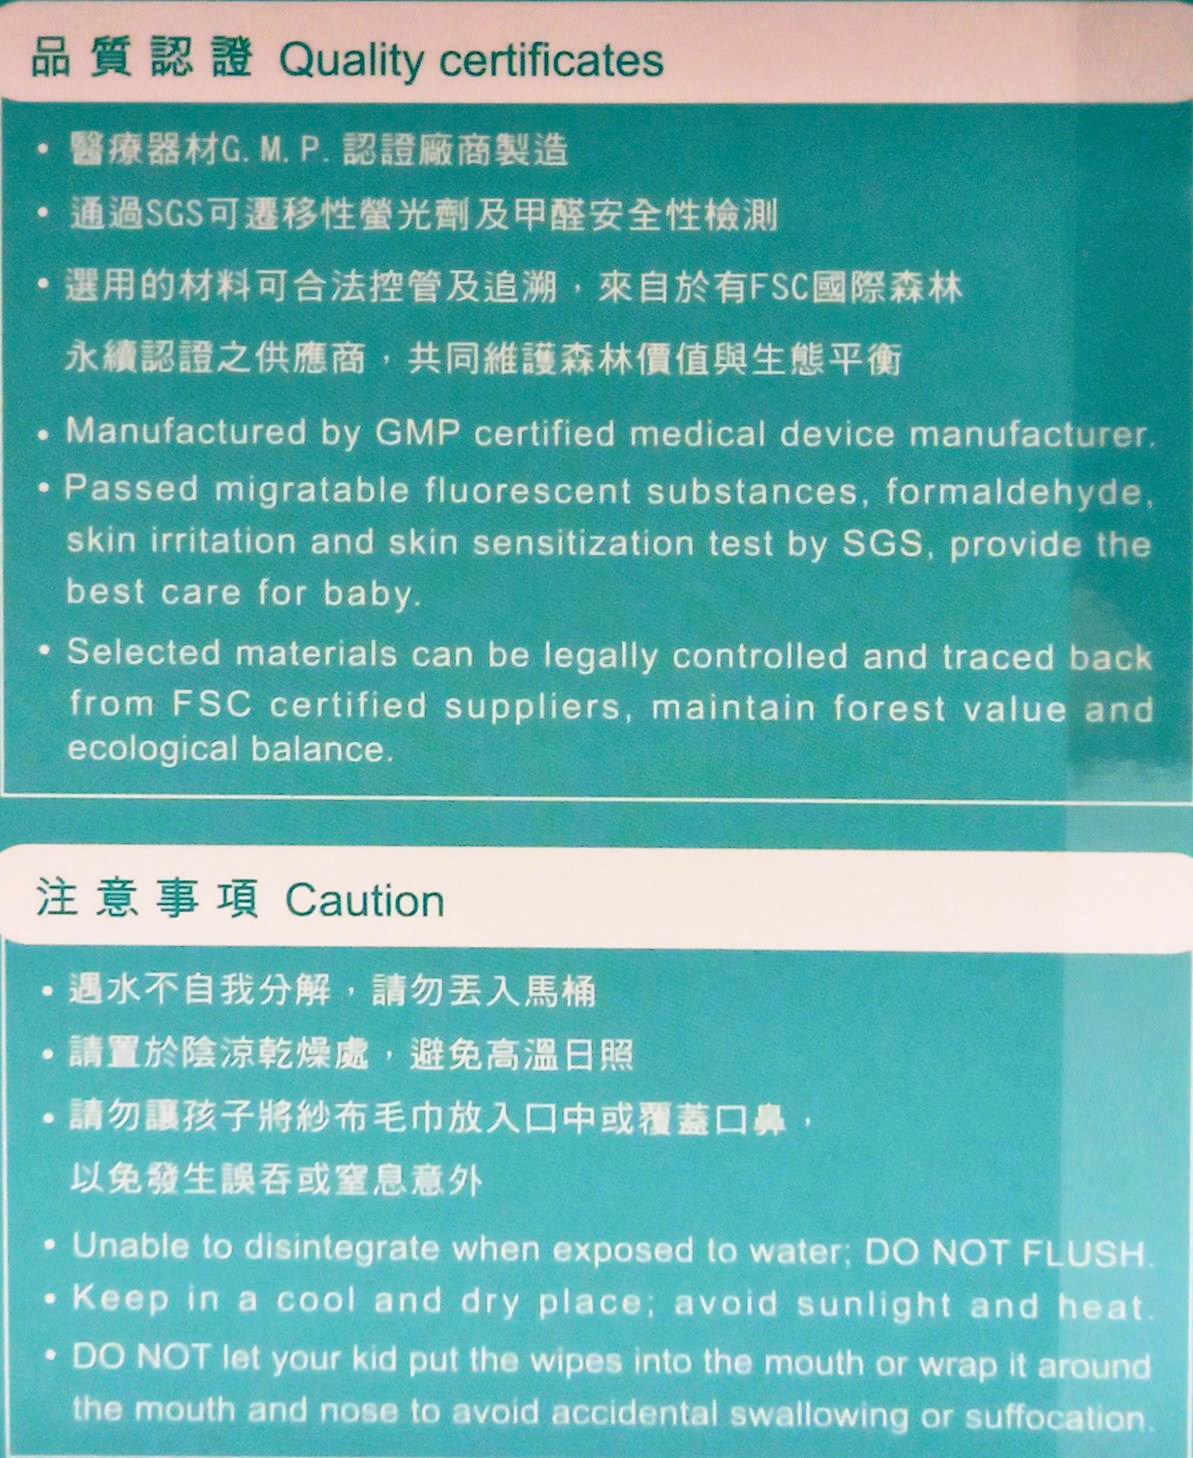 品質認證 Quality certificates
• 醫療器材G.M.P.認證廠商製造
• 通過SGS可遷移性螢光劑及甲醛安全性檢測
• 選用的材料可合法控管及追溯，來自於有FSC國際森林
永續認證之供應商，共同維護森林價值與生態平衡
• Manufactured by GMP certified medical device manufacturer.
• Passed migratable fluorescent substances, formaldehyde,
skin irritation and skin sensitization test by SGS, provide the
best care for baby.
• Selected materials can be legally controlled and traced back
from FSC certified suppliers, maintain forest value and
ecological balance.
注意事項 Caution
• 遇水不自我分解，請勿丟入馬桶
• 請置於陰涼乾燥處，避免高溫日照
• 請勿讓孩子將紗布毛巾放入口中或覆蓋口鼻，
以免發生誤吞或窒息意外
• Unable to disintegrate when exposed to water; DO NOT FLUSH.
• Keep in a cool and dry place; avoid sunlight and heat.
• DO NOT let your kid put the wipes into the mouth or wrap it around
the mouth and nose to avoid accidental swallowing or suffocation.